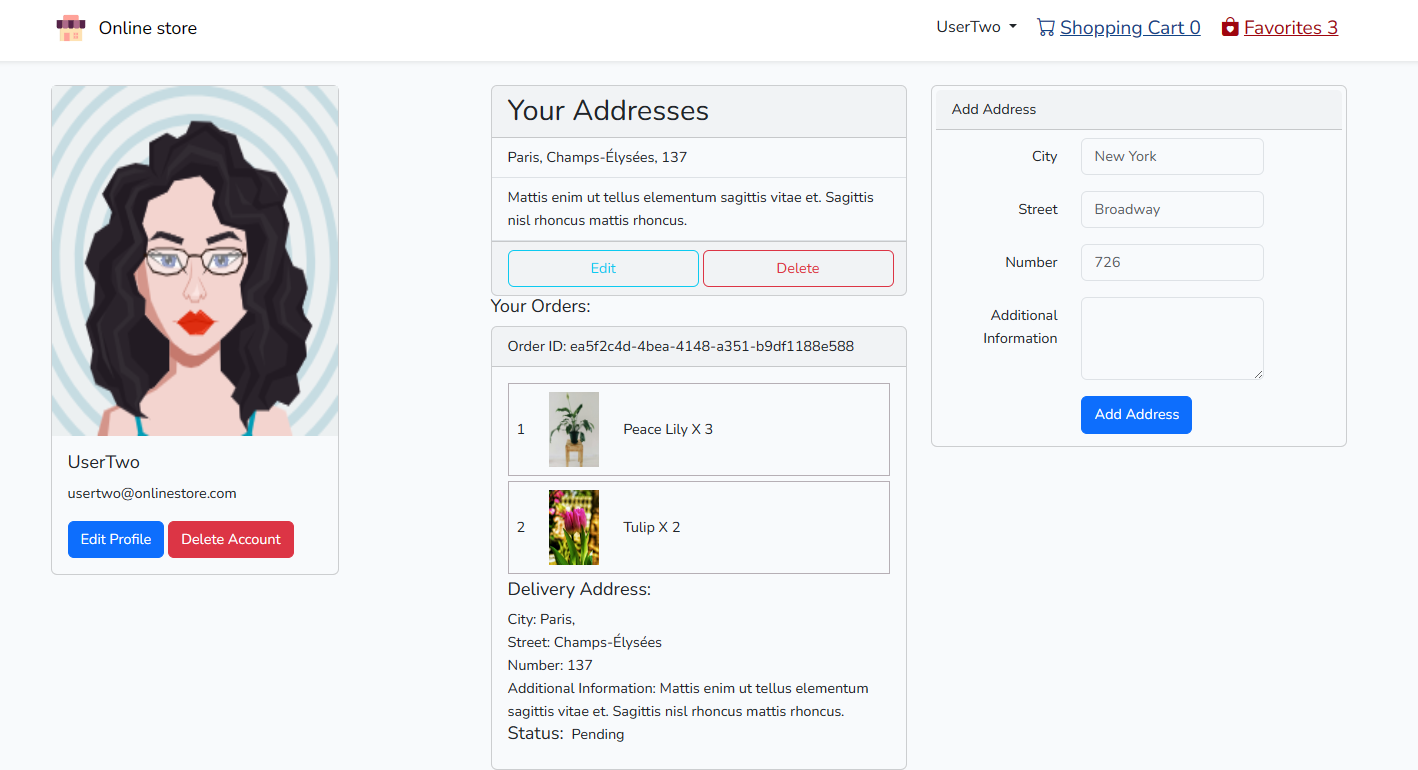 Online store
UserTwo
Shopping Cart 0
Favorites 3
UserTwo
usertwo@onlinestore.com
Edit Profile
Delete Account
Your Addresses
Paris, Champs-Élysées, 137
Mattis enim ut tellus elementum sagittis vitae et. Sagittis
nisl rhoncus mattis rhoncus.
Edit
Delete
Your Orders:
Order ID: ea5f2c4d-4bea-4148-a351-b9df1188e588
1 Peace Lily X 3
2 Tulip X 2
Delivery Address:
City: Paris,
Street: Champs-Élysées
Number: 137
Additional Information: Mattis enim ut tellus elementum
sagittis vitae et. Sagittis nisl rhoncus mattis rhoncus.
Status: Pending
Add Address
City New York
Street Broadway
Number 726
Additional
Information
Add Address